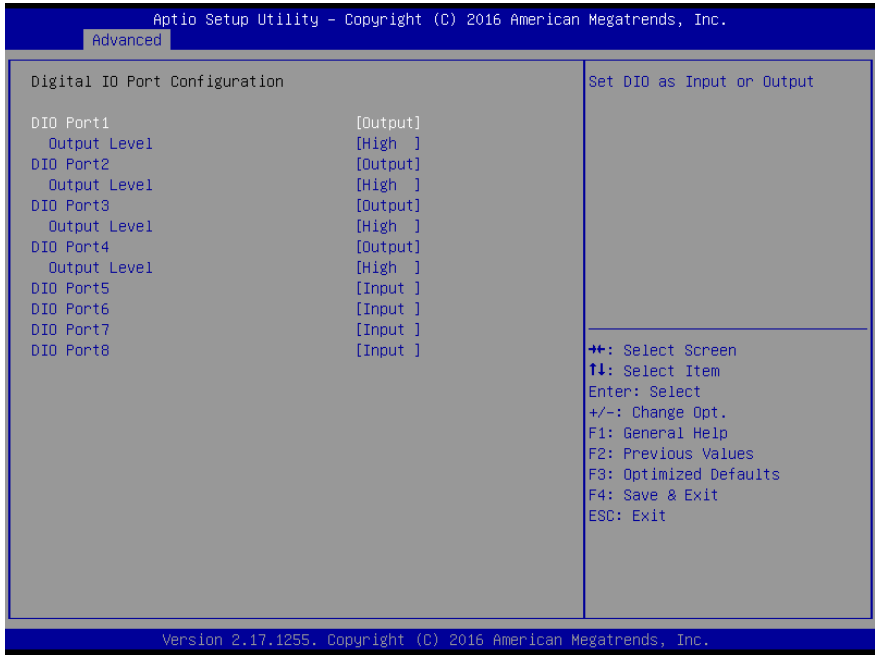 Aptio Setup Utility – Copyright (C) 2016 American Megatrends, Inc.
Advanced
Digital IO Port Configuration
DIO Port1 [Output]
Output Level [High ]
DIO Port2 [Output]
Output Level [High ]
DIO Port3 [Output]
Output Level [High ]
DIO Port4 [Output]
Output Level [High ]
DIO Port5 [Input ]
DIO Port6 [Input ]
DIO Port7 [Input ]
DIO Port8 [Input ]
Set DIO as Input or Output
→←: Select Screen
↑↓: Select Item
Enter: Select
+/-: Change Opt.
F1: General Help
F2: Previous Values
F3: Optimized Defaults
F4: Save & Exit
ESC: Exit
Version 2.17.1255. Copyright (C) 2016 American Megatrends, Inc.